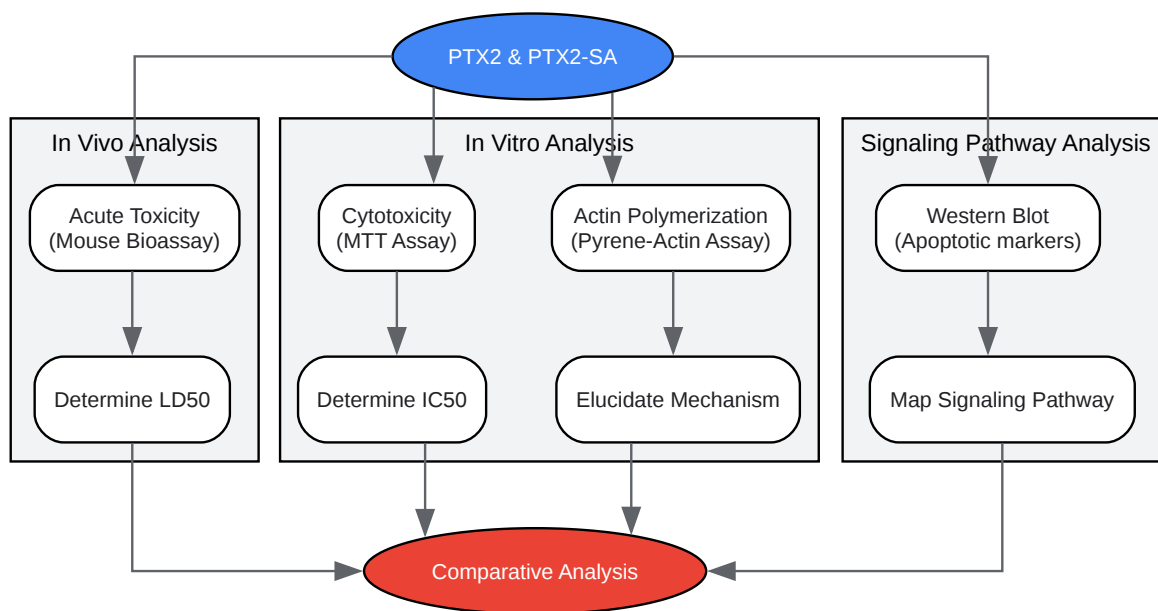 PTX2 & PTX2-SA
In Vivo Analysis
In Vitro Analysis
Signaling Pathway Analysis
Acute Toxicity
(Mouse Bioassay)
Cytotoxicity
(MTT Assay)
Actin Polymerization
(Pyrene-Actin Assay)
Western Blot
(Apoptotic markers)
Determine LD50
Determine IC50
Elucidate Mechanism
Map Signaling Pathway
Comparative Analysis